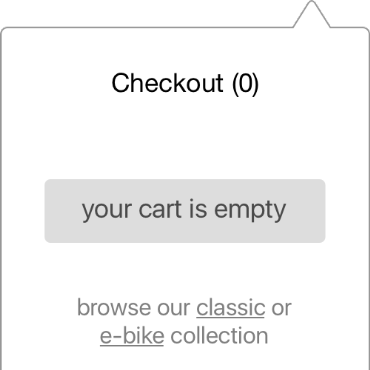 Checkout (0)
your cart is empty
browse our classic or
e-bike collection